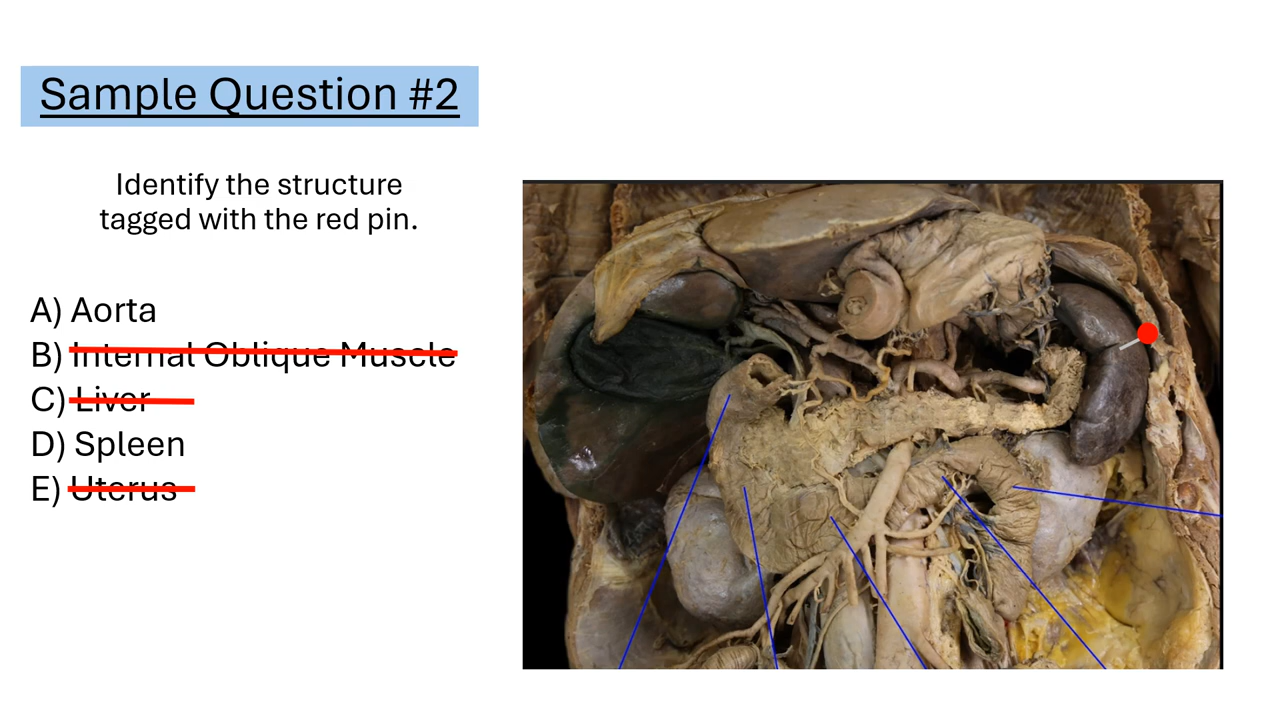 Sample Question #2
Identify the structure
tagged with the red pin.
A) Aorta
B) Internal Oblique Muscle
C) Liver
D) Spleen
E) Uterus